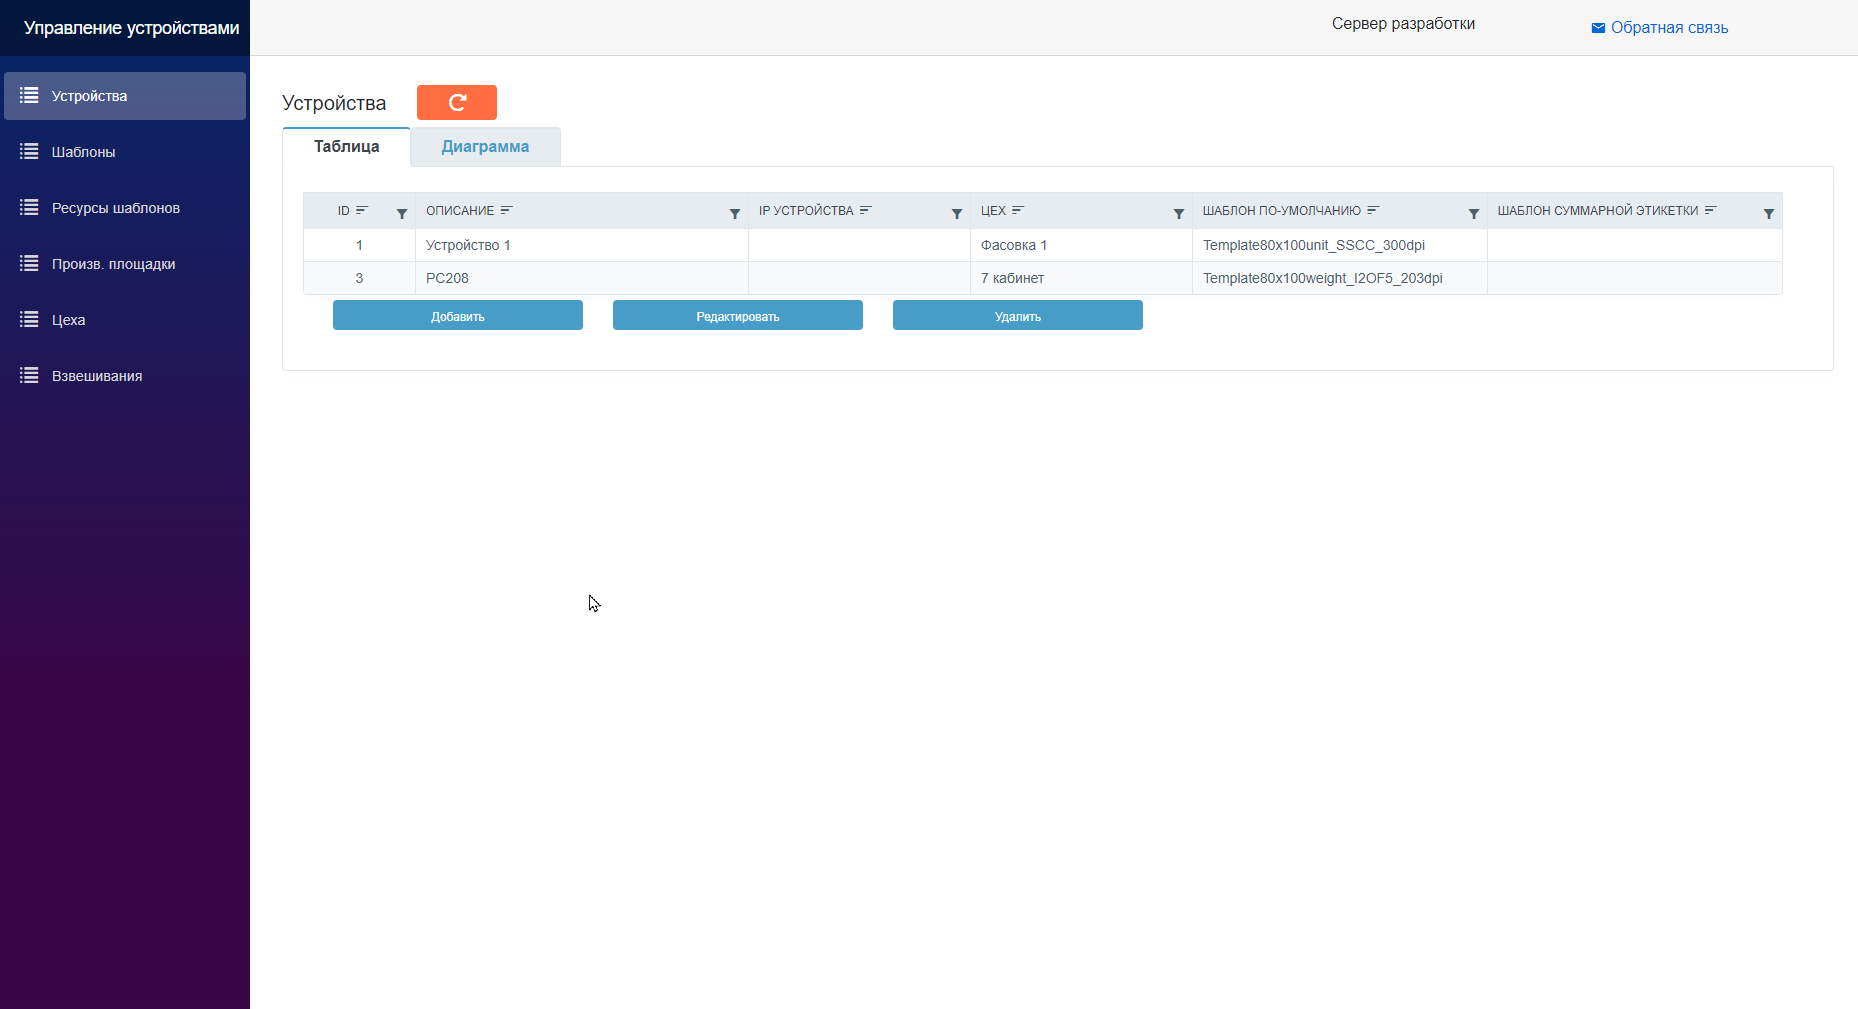 Управление устройствами
Сервер разработки
Обратная связь
Устройства
Шаблоны
Ресурсы шаблонов
Произв. площадки
Цеха
Взвешивания
Устройства
Таблица
Диаграмма
ID ОПИСАНИЕ IP УСТРОЙСТВА ЦЕХ ШАБЛОН ПО-УМОЛЧАНИЮ ШАБЛОН СУММАРНОЙ ЭТИКЕТКИ
1 Устройство 1 Фасовка 1 Template80x100unit_SSCC_300dpi
3 PC208 7 кабинет Template80x100weight_I2OF5_203dpi
Добавить
Редактировать
Удалить